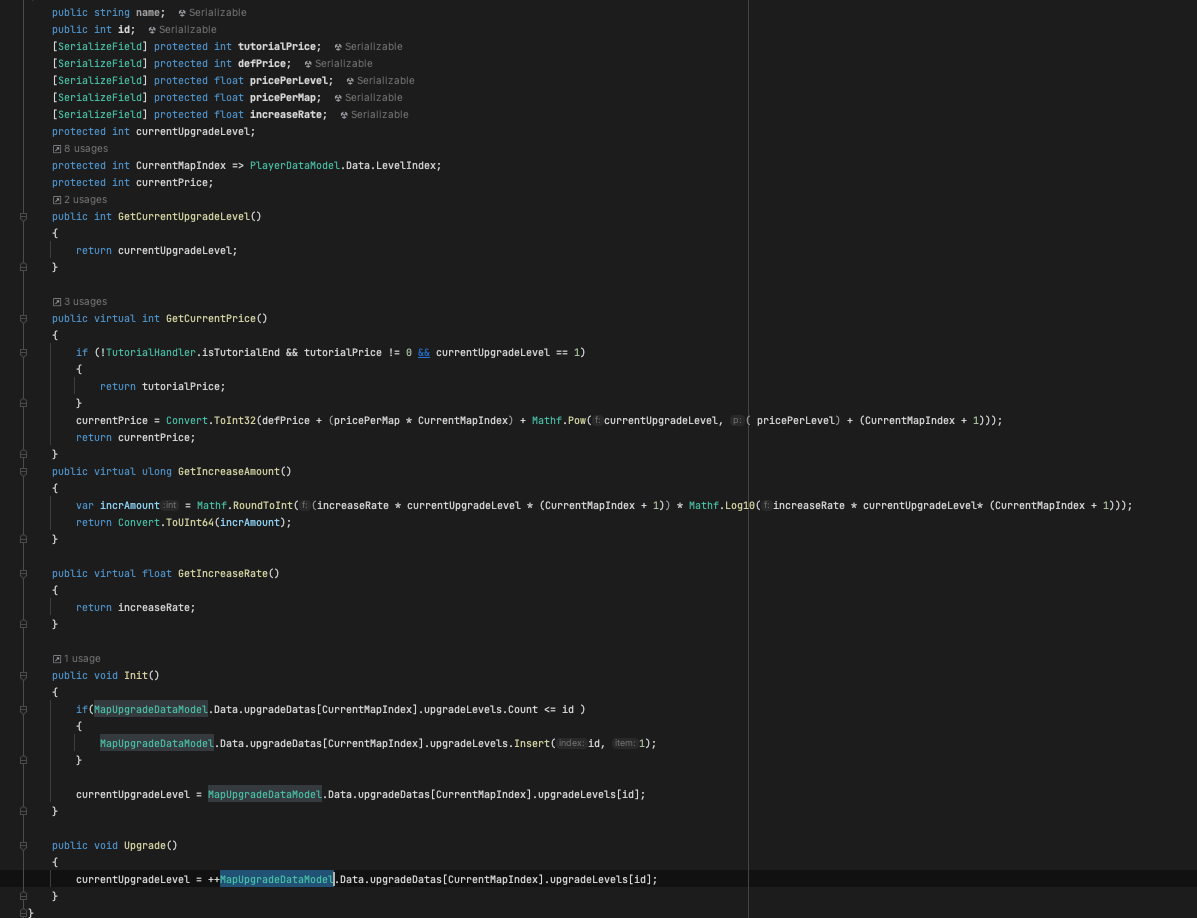 public string name; Serializable
public int id; Serializable
[SerializeField] protected int tutorialPrice; Serializable
[SerializeField] protected int defPrice; Serializable
[SerializeField] protected float pricePerLevel; Serializable
[SerializeField] protected float pricePerMap; Serializable
[SerializeField] protected float increaseRate; Serializable
protected int currentUpgradeLevel;
8 usages
protected int CurrentMapIndex => PlayerDataModel.Data.LevelIndex;
protected int currentPrice;
2 usages
public int GetCurrentUpgradeLevel()
{
return currentUpgradeLevel;
}
3 usages
public virtual int GetCurrentPrice()
{
if (!TutorialHandler.isTutorialEnd && tutorialPrice != 0 && currentUpgradeLevel == 1)
{
return tutorialPrice;
}
currentPrice = Convert.ToInt32(defPrice + (pricePerMap * CurrentMapIndex) + Mathf.Pow( f: currentUpgradeLevel, p: ( pricePerLevel) + (CurrentMapIndex + 1)));
return currentPrice;
}
public virtual ulong GetIncreaseAmount()
{
var incrAmount :int = Mathf.RoundToInt( f: (increaseRate * currentUpgradeLevel * (CurrentMapIndex + 1)) * Mathf.Log10( f: increaseRate * currentUpgradeLevel* (CurrentMapIndex + 1)));
return Convert.ToUInt64(incrAmount);
}
public virtual float GetIncreaseRate()
{
return increaseRate;
}
1 usage
public void Init()
{
if(MapUpgradeDataModel.Data.upgradeDatas[CurrentMapIndex].upgradeLevels.Count <= id )
{
MapUpgradeDataModel.Data.upgradeDatas[CurrentMapIndex].upgradeLevels.Insert( index: id, item: 1);
}
currentUpgradeLevel = MapUpgradeDataModel.Data.upgradeDatas[CurrentMapIndex].upgradeLevels[id];
}
public void Upgrade()
{
currentUpgradeLevel = ++MapUpgradeDataModel.Data.upgradeDatas[CurrentMapIndex].upgradeLevels[id];
}
}